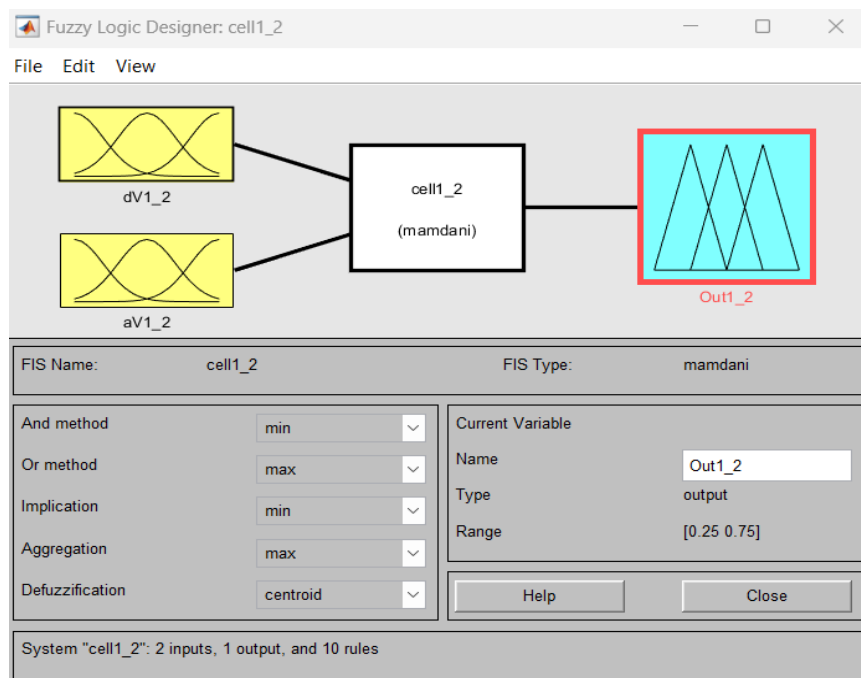 Fuzzy Logic Designer: cell1_2
File Edit View
dV1_2
aV1_2
cell1_2
(mamdani)
Out1_2
FIS Name: cell1_2 FIS Type: mamdani
And method min
Or method max
Implication min
Aggregation max
Defuzzification centroid
Current Variable
Name Out1_2
Type output
Range [0.25 0.75]
Help Close
System "cell1_2": 2 inputs, 1 output, and 10 rules